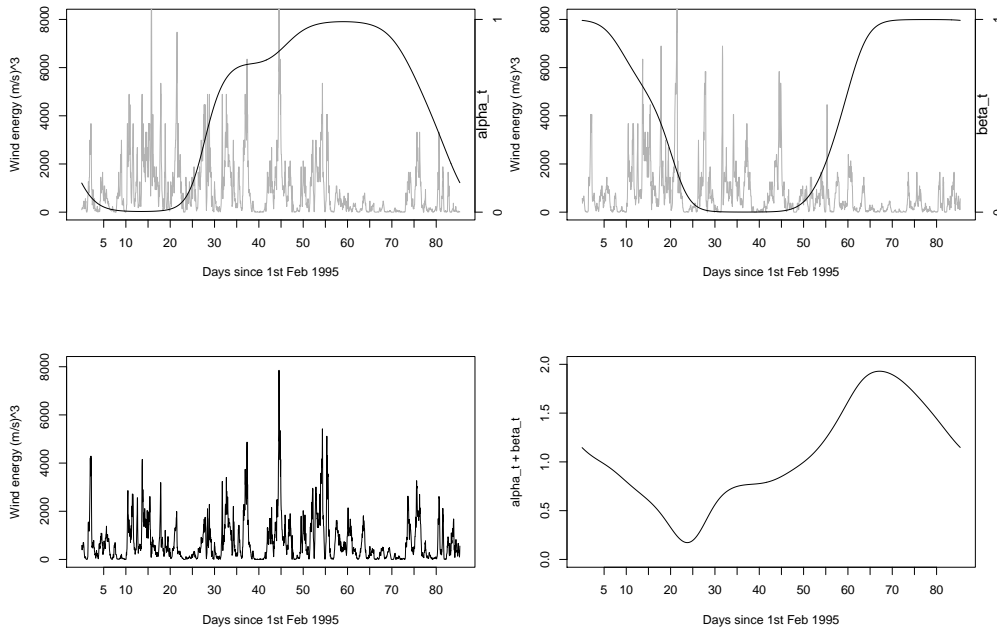 Wind energy (m/s)^3
8000
6000
4000
2000
0
1
0
alpha_t
5 10 20 30 40 50 60 70 80
Days since 1st Feb 1995
Wind energy (m/s)^3
8000
6000
4000
2000
0
1
0
beta_t
5 10 20 30 40 50 60 70 80
Days since 1st Feb 1995
Wind energy (m/s)^3
8000
6000
4000
2000
0
5 10 20 30 40 50 60 70 80
Days since 1st Feb 1995
alpha_t + beta_t
2.0
1.5
1.0
0.5
0.0
5 10 20 30 40 50 60 70 80
Days since 1st Feb 1995